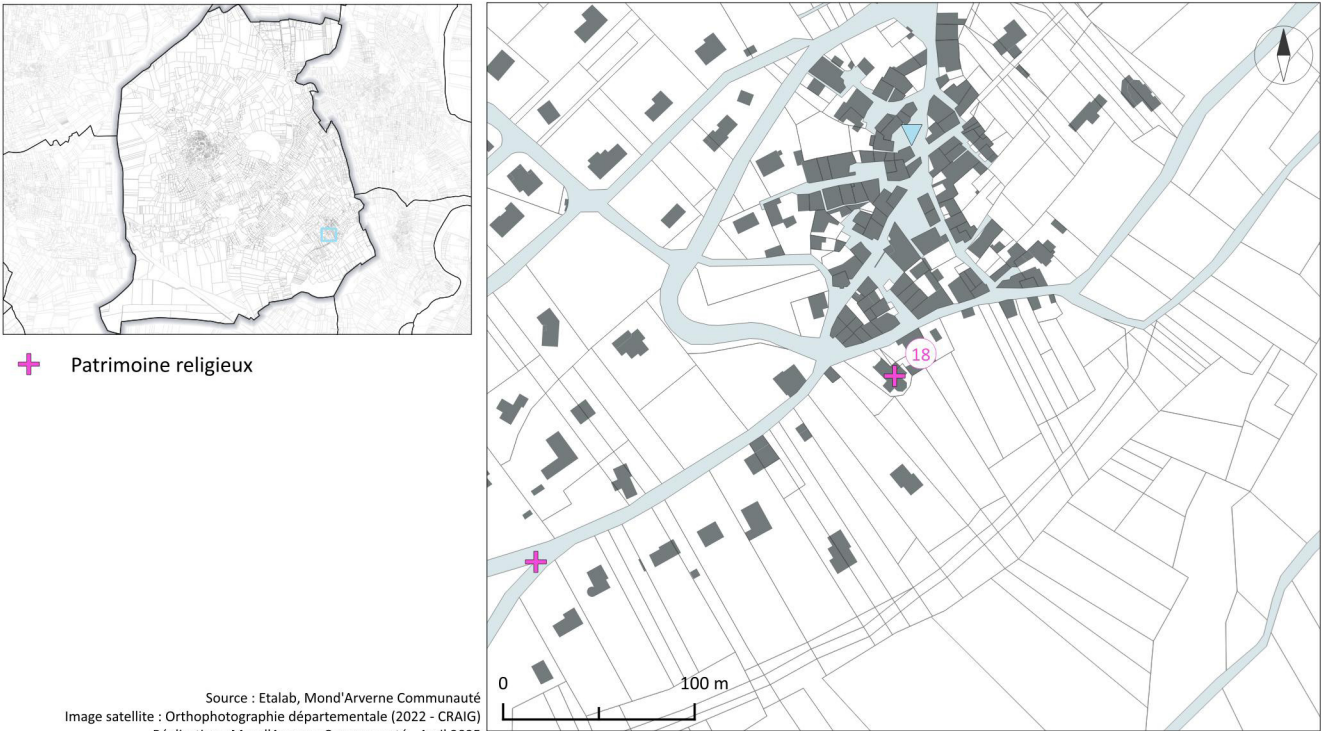 Patrimoine religieux
18
0 100 m
Source : Etalab, Mond'Arverne Communauté
Image satellite : Orthophotographie départementale (2022 - CRAIG)